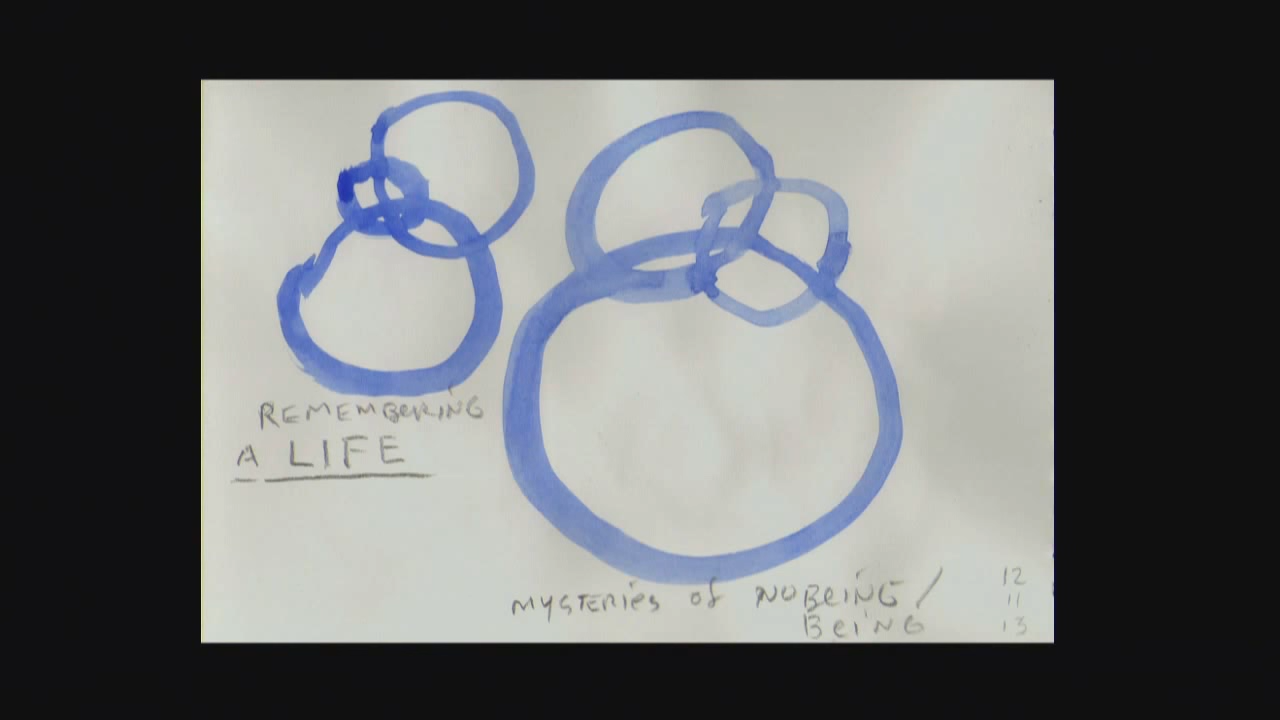 REMEMBERING
A LIFE
MYSTERIES of NOBEING /
BEING
12
11
13